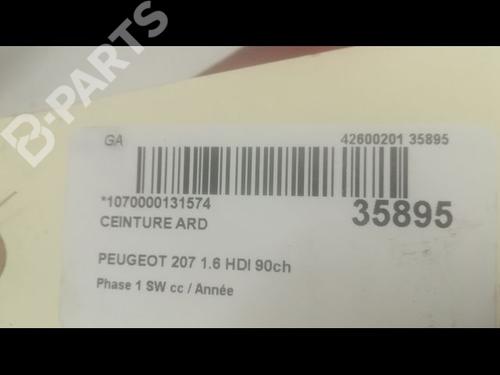 B-PARTS
GA
42600201 35895
*1070000131574
35895
CEINTURE ARD
PEUGEOT 207 1.6 HDI 90ch
Phase 1 SW cc / Année